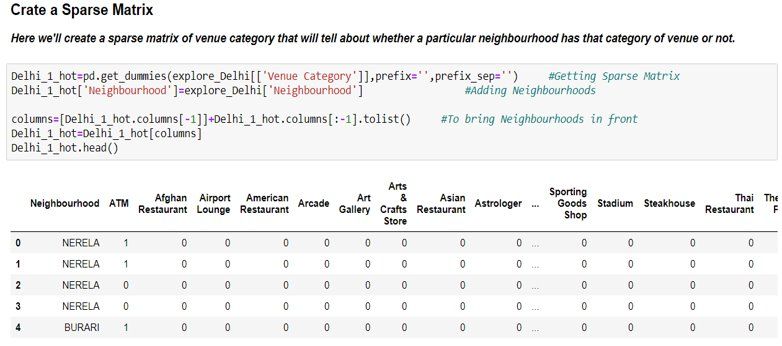 Crate a Sparse Matrix
Here we'll create a sparse matrix of venue category that will tell about whether a particular neighbourhood has that category of venue or not.
Delhi_1_hot=pd.get_dummies(explore_Delhi[['Venue Category']],prefix='',prefix_sep='') #Getting Sparse Matrix
Delhi_1_hot['Neighbourhood']=explore_Delhi['Neighbourhood'] #Adding Neighbourhoods
columns=[Delhi_1_hot.columns[-1]]+Delhi_1_hot.columns[:-1].tolist() #To bring Neighbourhoods in front
Delhi_1_hot=Delhi_1_hot[columns]
Delhi_1_hot.head()
Neighbourhood ATM Afghan Restaurant Airport Lounge American Restaurant Arcade Art Gallery Arts & Crafts Store Asian Restaurant Astrologer ... Sporting Goods Shop Stadium Steakhouse Thai Restaurant
0 NERELA 1 0 0 0 0 0 0 0 0 ... 0 0 0 0
1 NERELA 1 0 0 0 0 0 0 0 0 ... 0 0 0 0
2 NERELA 0 0 0 0 0 0 0 0 0 ... 0 0 0 0
3 NERELA 0 0 0 0 0 0 0 0 0 ... 0 0 0 0
4 BURARI 1 0 0 0 0 0 0 0 0 ... 0 0 0 0